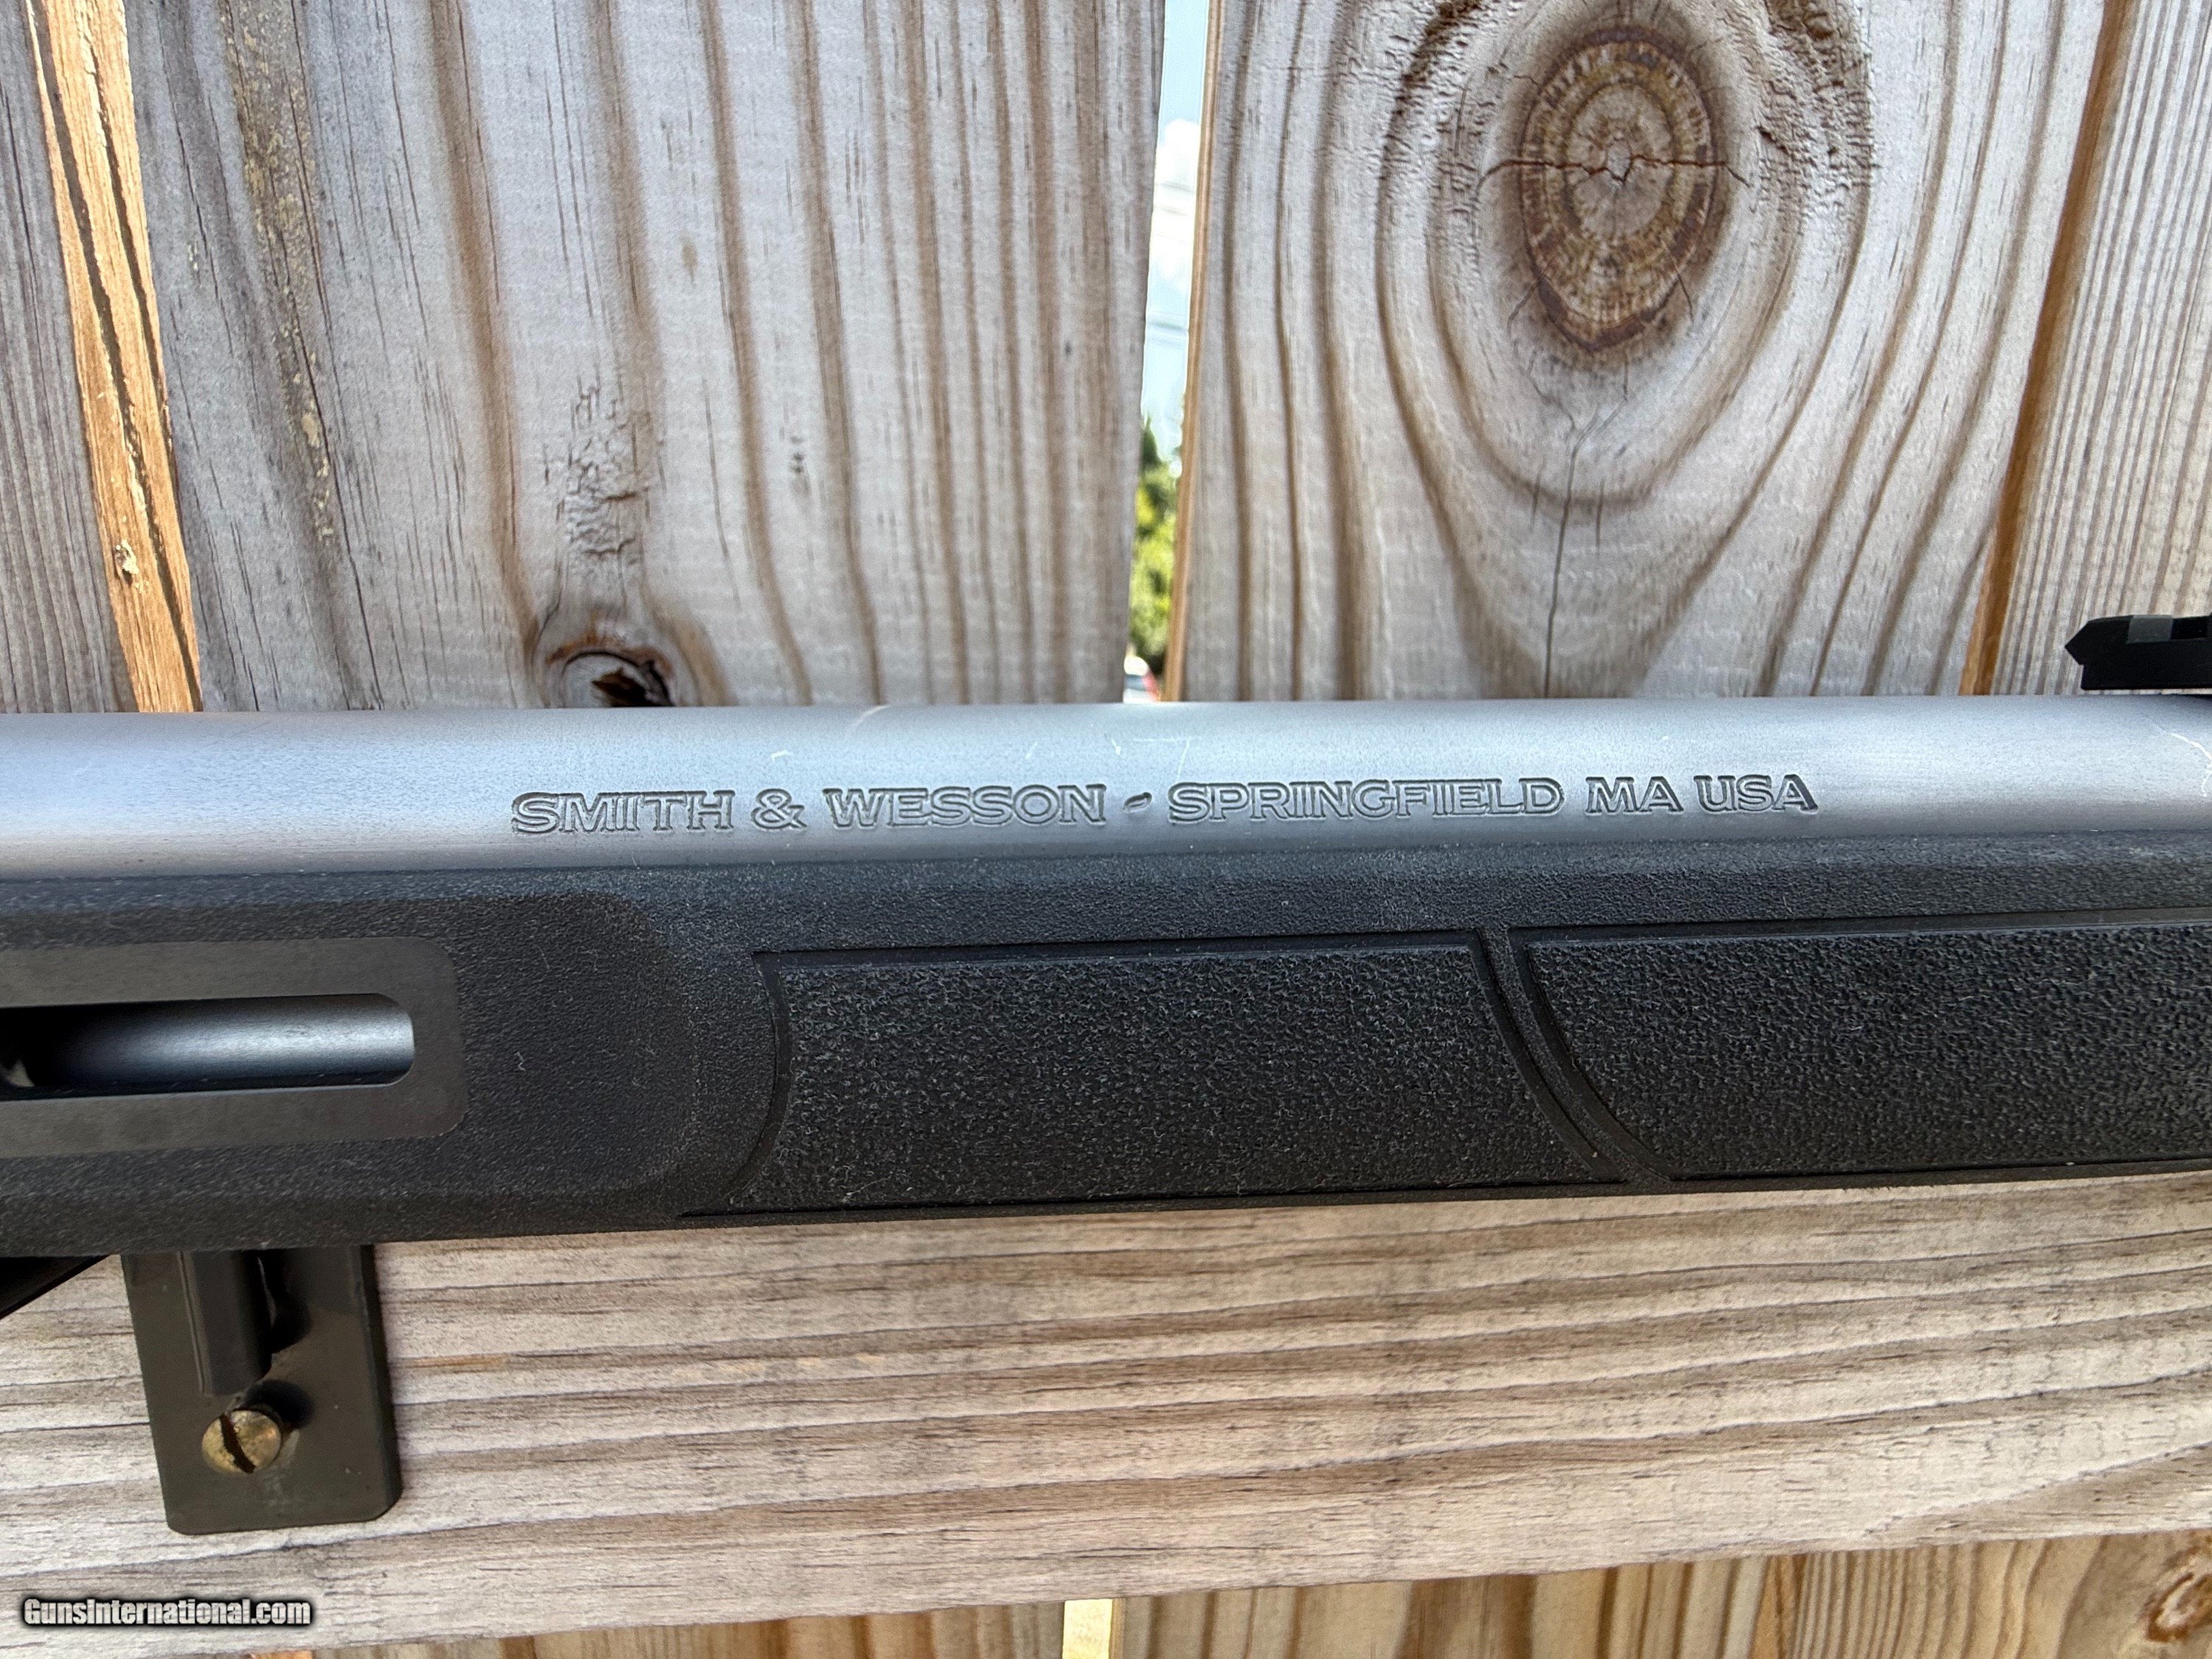 SMITH & WESSON - SPRINGFIELD MA USA
GunsInternational.com